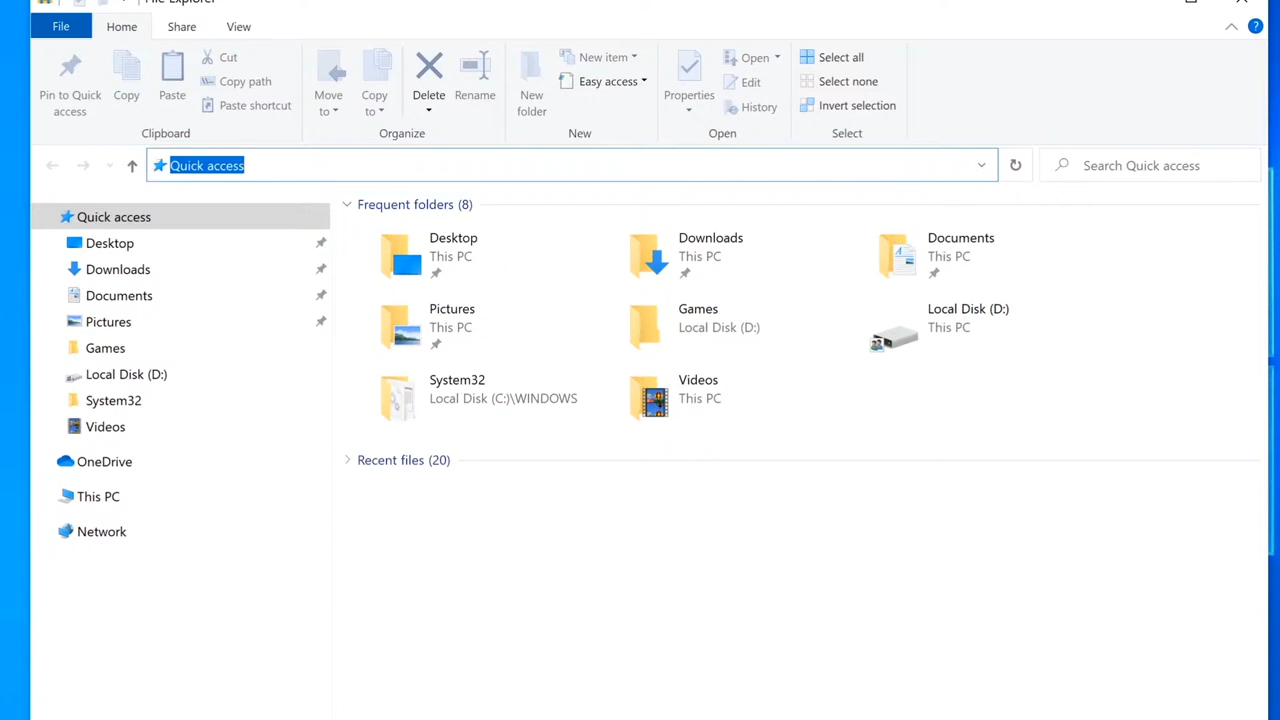 File Explorer
File Home Share View
Pin to Quick access
Copy
Paste
Cut
Copy path
Paste shortcut
Clipboard
Move to
Copy to
Delete
Rename
Organize
New folder
New item
Easy access
New
Properties
Open
Edit
History
Open
Select all
Select none
Invert selection
Select
Quick access
Search Quick access
Quick access
Desktop
Downloads
Documents
Pictures
Games
Local Disk (D:)
System32
Videos
OneDrive
This PC
Network
Frequent folders (8)
Desktop
This PC
Downloads
This PC
Documents
This PC
Pictures
This PC
Games
Local Disk (D:)
Local Disk (D:)
This PC
System32
Local Disk (C:)\WINDOWS
Videos
This PC
Recent files (20)